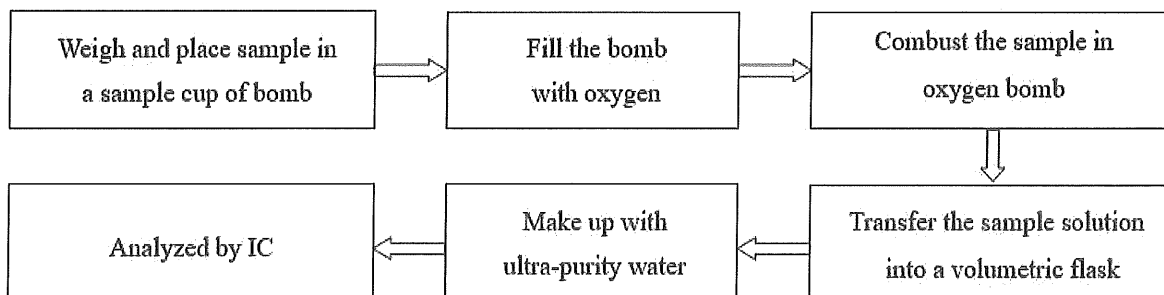 Weigh and place sample in
a sample cup of bomb
Fill the bomb
with oxygen
Combust the sample in
oxygen bomb
Transfer the sample solution
into a volumetric flask
Make up with
ultra-purity water
Analyzed by IC